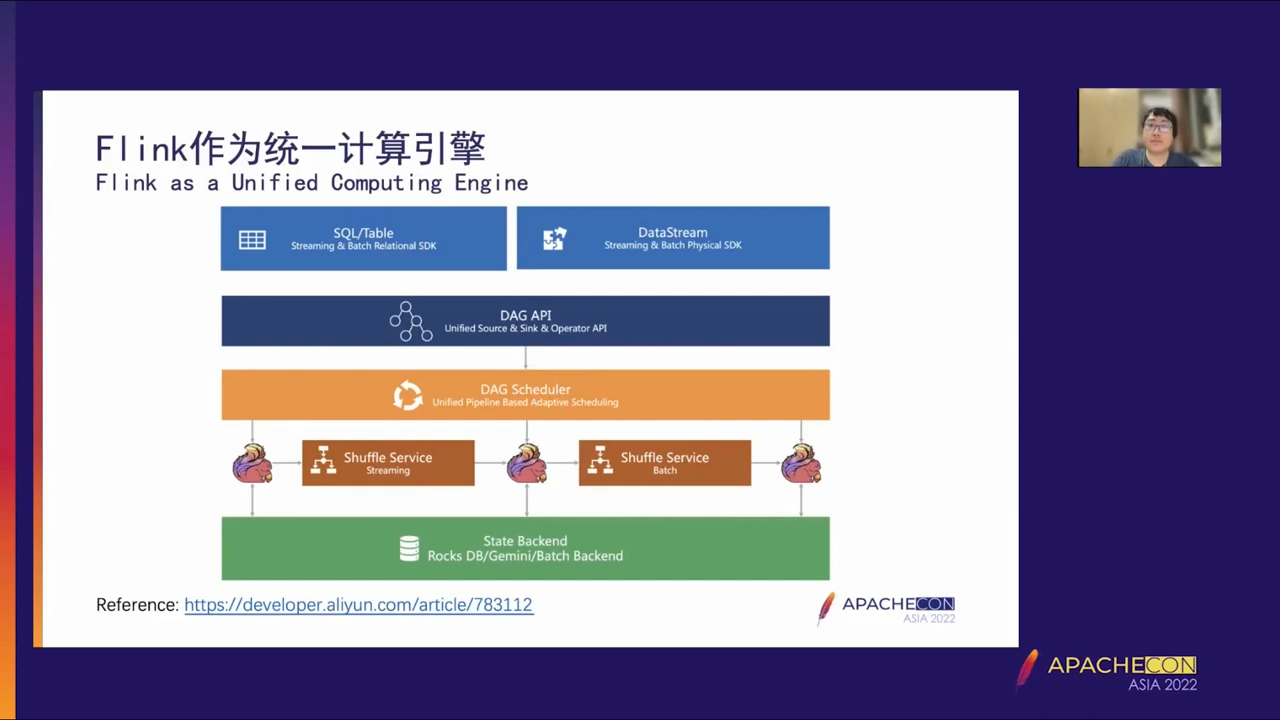 Flink作为统一计算引擎
Flink as a Unified Computing Engine
SQL/Table
Streaming & Batch Relational SDK
DataStream
Streaming & Batch Physical SDK
DAG API
Unified Source & Sink & Operator API
DAG Scheduler
Unified Pipeline Based Adaptive Scheduling
Shuffle Service
Streaming
Shuffle Service
Batch
State Backend
Rocks DB/Gemini/Batch Backend
Reference: https://developer.aliyun.com/article/783112
APACHECON
ASIA 2022
APACHECON
ASIA 2022